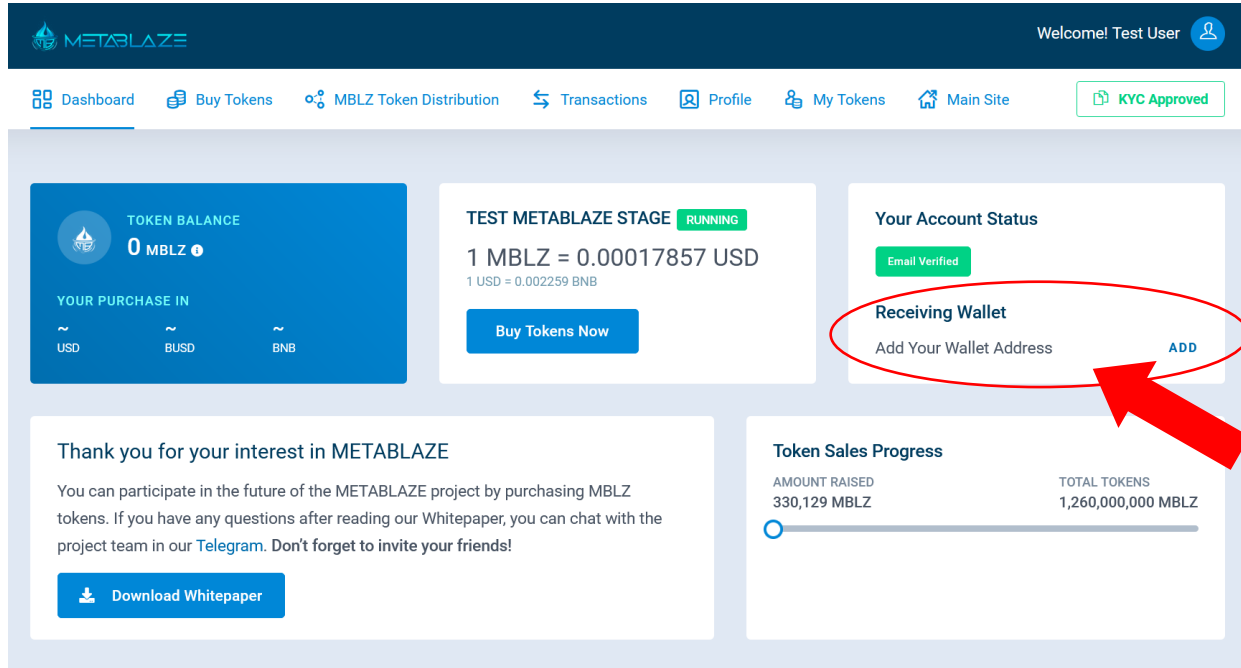 METABLAZE
Welcome! Test User
Dashboard
Buy Tokens
MBLZ Token Distribution
Transactions
Profile
My Tokens
Main Site
KYC Approved
TOKEN BALANCE
0 MBLZ
YOUR PURCHASE IN
~ ~ ~
USD BUSD BNB
TEST METABLAZE STAGE RUNNING
1 MBLZ = 0.00017857 USD
1 USD = 0.002259 BNB
Buy Tokens Now
Your Account Status
Email Verified
Receiving Wallet
Add Your Wallet Address ADD
Thank you for your interest in METABLAZE
You can participate in the future of the METABLAZE project by purchasing MBLZ
tokens. If you have any questions after reading our Whitepaper, you can chat with the
project team in our Telegram. Don't forget to invite your friends!
Download Whitepaper
Token Sales Progress
AMOUNT RAISED TOTAL TOKENS
330,129 MBLZ 1,260,000,000 MBLZ